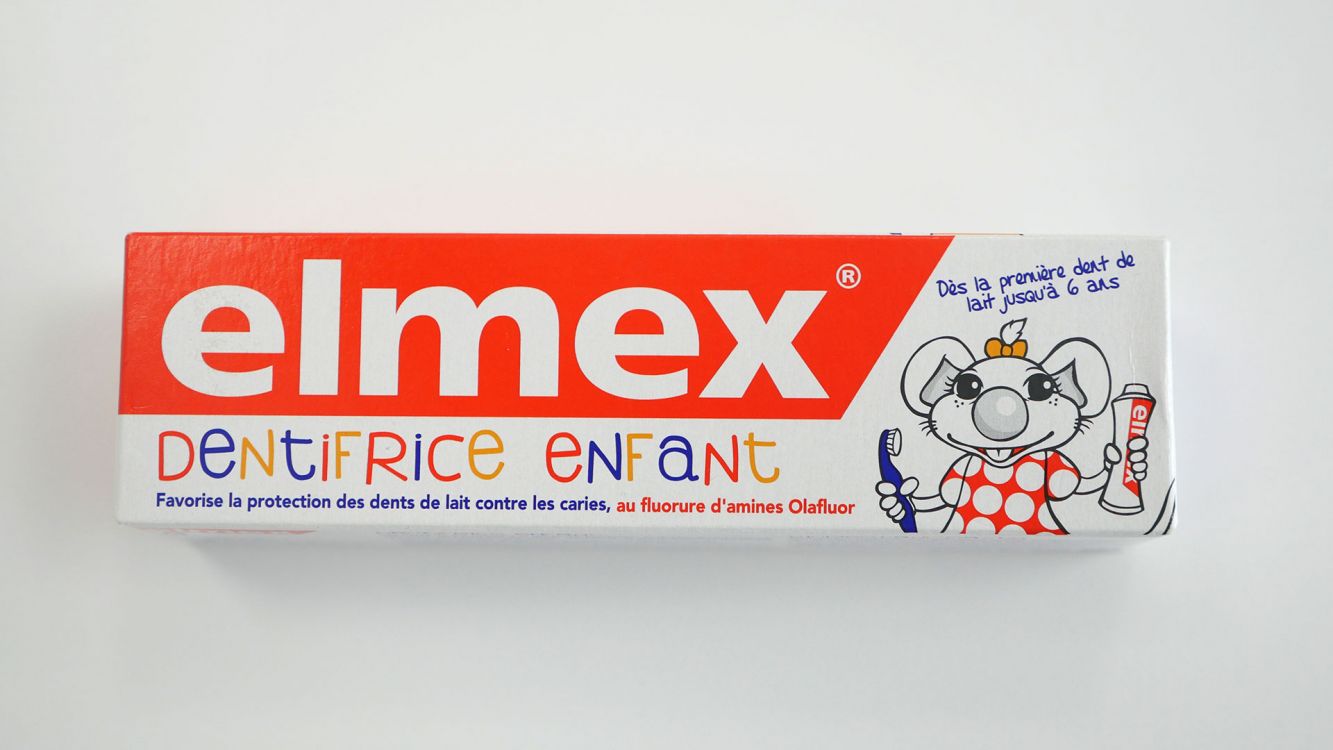 elmex®
Dès la première dent de
lait jusqu'à 6 ans
DeNtiFRice eNFaNt
Favorise la protection des dents de lait contre les caries, au fluorure d'amines Olafluor
elmex